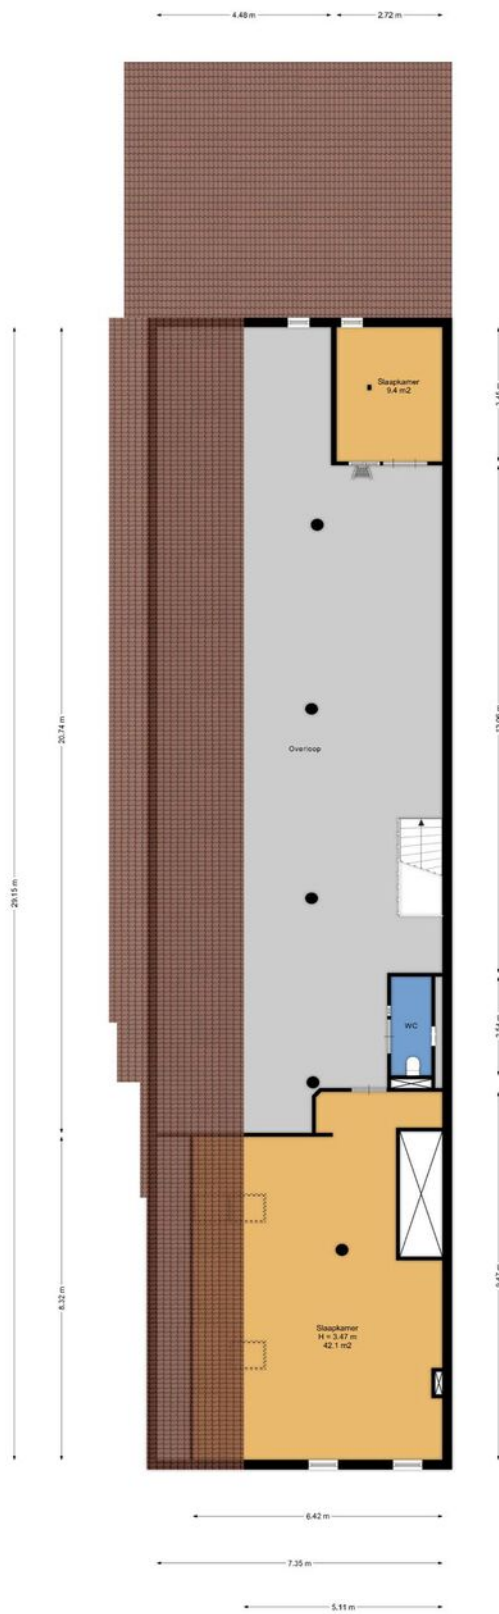 4.48 m
2.72 m
Slaapkamer
9.4 m2
20.74 m
Overloop
29.15 m
WC
8.32 m
Slaapkamer
H = 3.47 m
42.1 m2
6.42 m
7.35 m
5.11 m